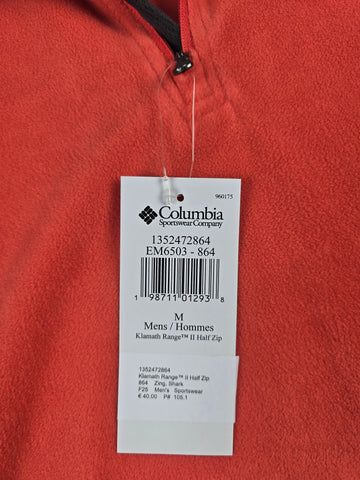 960175
Columbia
Sportswear Company
1352472864
EM6503 - 864
1 98711 01293 8
M
Mens / Hommes
Klamath Range™ II Half Zip
1352472864
Klamath Range™ II Half Zip
864 Zing, Shark
F25 Men's Sportswear
€ 40,00 P# 105,1